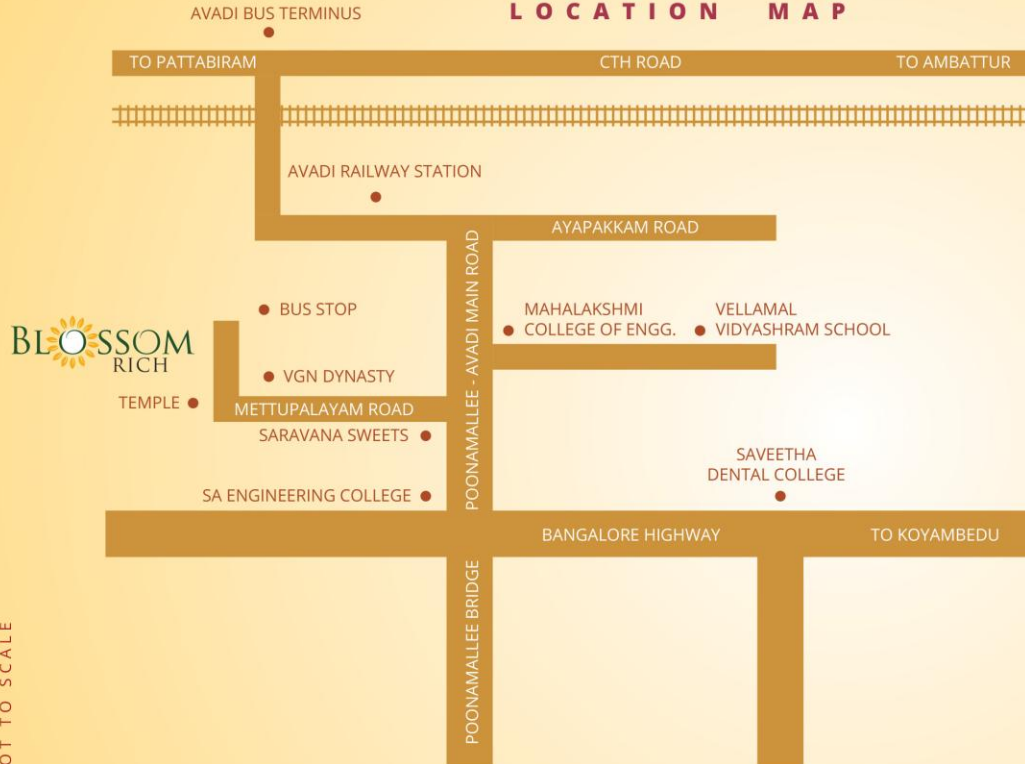 AVADI BUS TERMINUS
LOCATION MAP
TO PATTABIRAM
CTH ROAD
TO AMBATTUR
AVADI RAILWAY STATION
AYAPAKKAM ROAD
POONAMALLEE - AVADI MAIN ROAD
BUS STOP
MAHALAKSHMI
COLLEGE OF ENGG.
VELLAMAL
VIDYASHRAM SCHOOL
BLOSSOM
RICH
VGN DYNASTY
TEMPLE
METTUPALAYAM ROAD
SARAVANA SWEETS
SA ENGINEERING COLLEGE
SAVEETHA
DENTAL COLLEGE
BANGALORE HIGHWAY
TO KOYAMBEDU
POONAMALLEE BRIDGE
TO SCALE